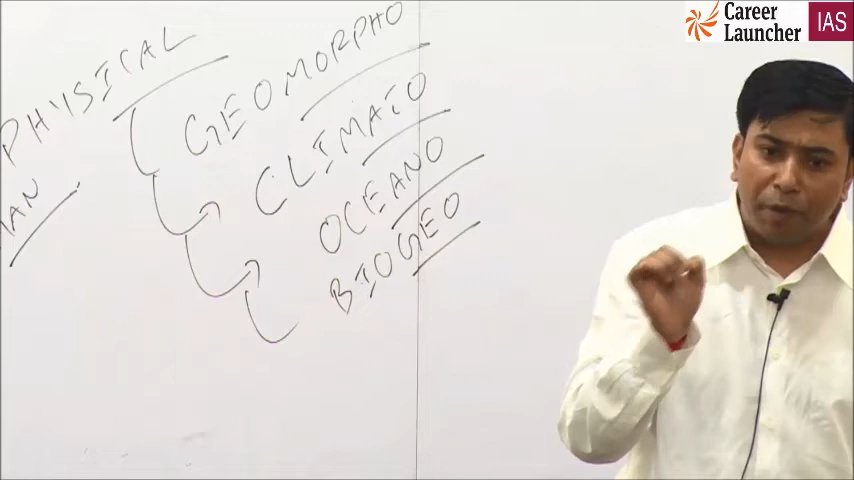 Career
Launcher
IAS
PHYSICAL
GEOMORPHO
CLIMATO
OCEANO
BIOGEO